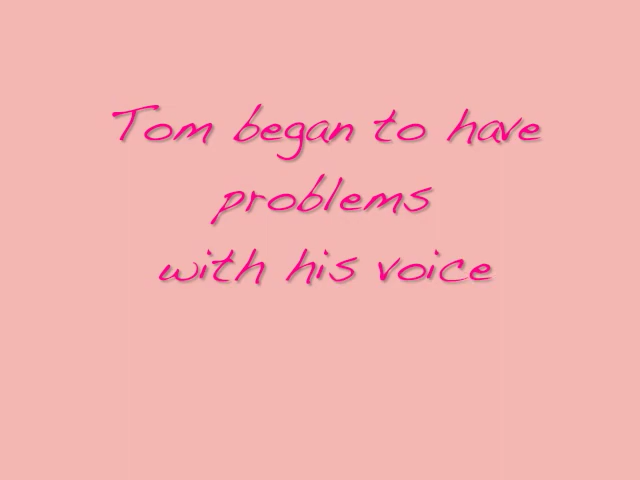 Tom began to have
problems
with his voice